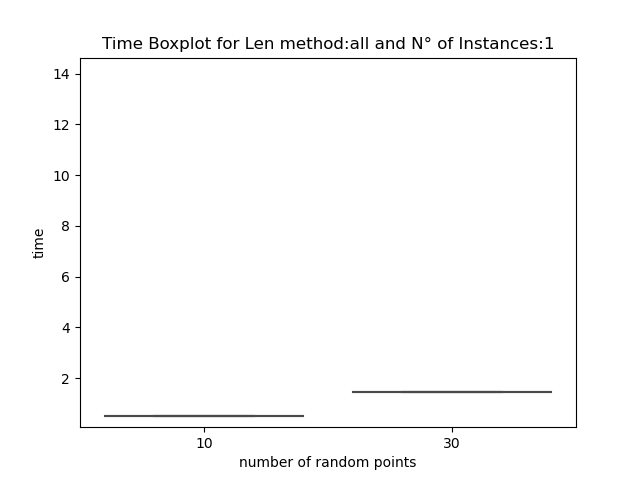 Time Boxplot for Len method:all and N° of Instances:1
14
12
10
8
6
4
2
time
10 30
number of random points